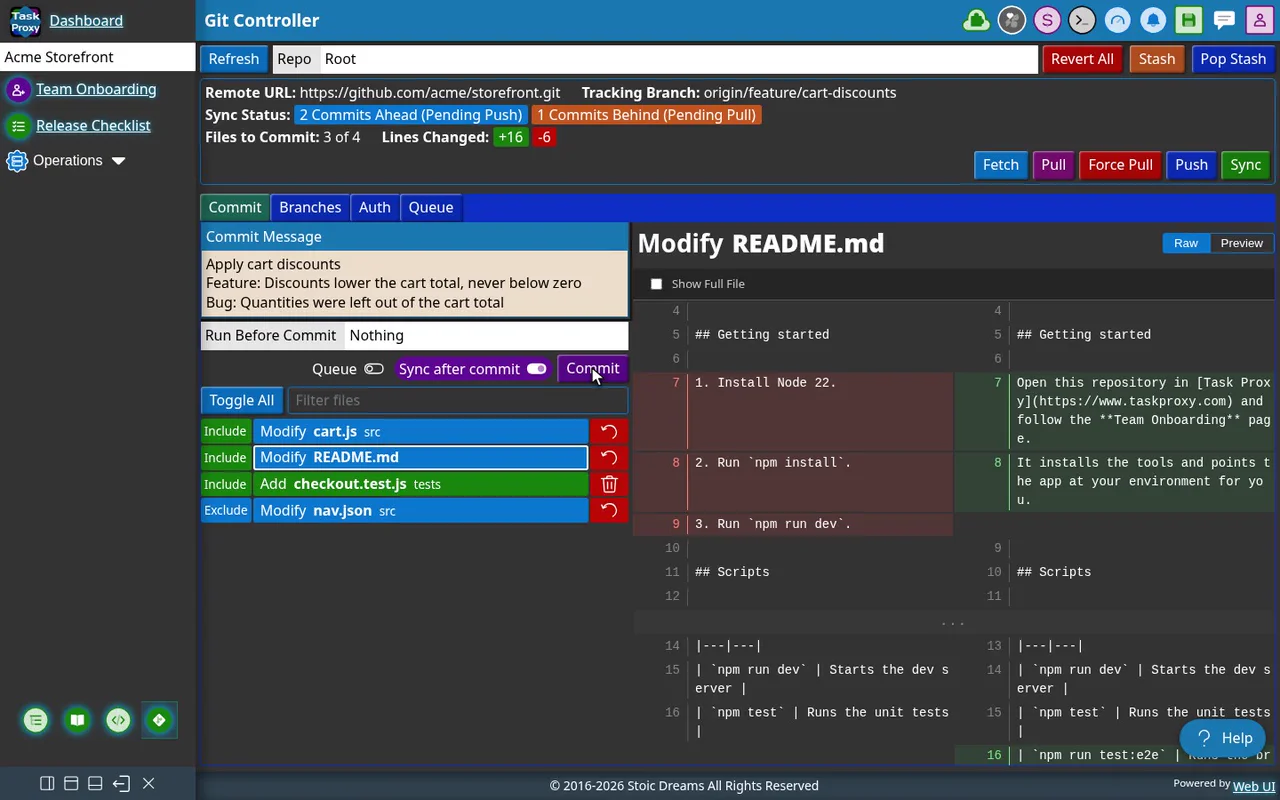 Task Proxy Dashboard
Git Controller
S
Acme Storefront
Team Onboarding
Release Checklist
Operations
Refresh Repo Root Revert All Stash Pop Stash
Remote URL: https://github.com/acme/storefront.git Tracking Branch: origin/feature/cart-discounts
Sync Status: 2 Commits Ahead (Pending Push) 1 Commits Behind (Pending Pull)
Files to Commit: 3 of 4 Lines Changed: +16 -6
Fetch Pull Force Pull Push Sync
Commit Branches Auth Queue
Commit Message
Apply cart discounts
Feature: Discounts lower the cart total, never below zero
Bug: Quantities were left out of the cart total
Run Before Commit Nothing
Queue Sync after commit Commit
Toggle All Filter files
Include Modify cart.js src
Include Modify README.md
Include Add checkout.test.js tests
Exclude Modify nav.json src
Modify README.md Raw Preview
Show Full File
4 4
5 ## Getting started 5 ## Getting started
6 6
7 1. Install Node 22. 7 Open this repository in [Task Prox
y](https://www.taskproxy.com) and
follow the **Team Onboarding** pag
e.
8 2. Run `npm install`. 8 It installs the tools and points t
he app at your environment for yo
u.
9 3. Run `npm run dev`.
10 9
11 ## Scripts 10 ## Scripts
12 11
...
14 |---|---| 13 |---|---|
15 | `npm run dev` | Starts the dev s 14 | `npm run dev` | Starts the dev s
erver | erver |
16 | `npm test` | Runs the unit tests 15 | `npm test` | Runs the unit tests
| |
16 | `npm run test:e2e` |
? Help
© 2016-2026 Stoic Dreams All Rights Reserved
Powered by Web UI